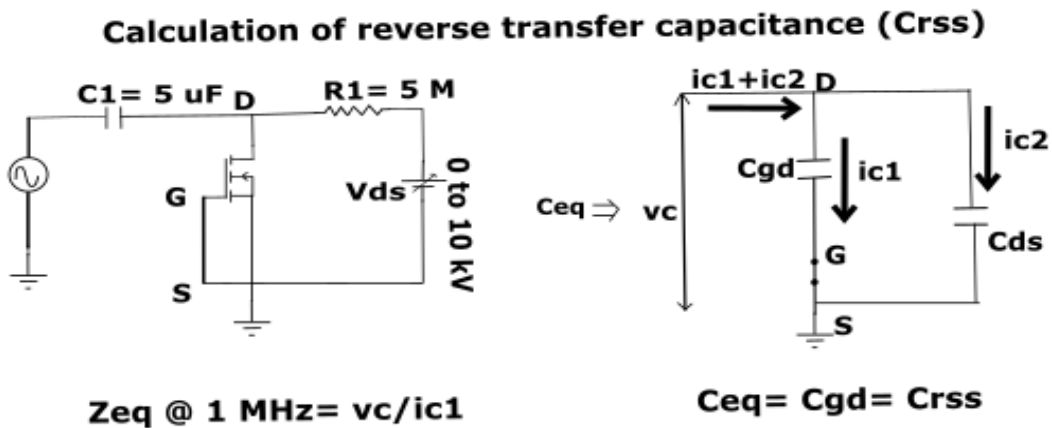 Calculation of reverse transfer capacitance (Crss)
C1= 5 uF
D
R1= 5 M
G
Vds
0 to 10 kV
S
ic1+ic2
D
Cgd
ic1
ic2
Ceq ⇒
vc
G
Cds
S
Zeq @ 1 MHz= vc/ic1
Ceq= Cgd= Crss